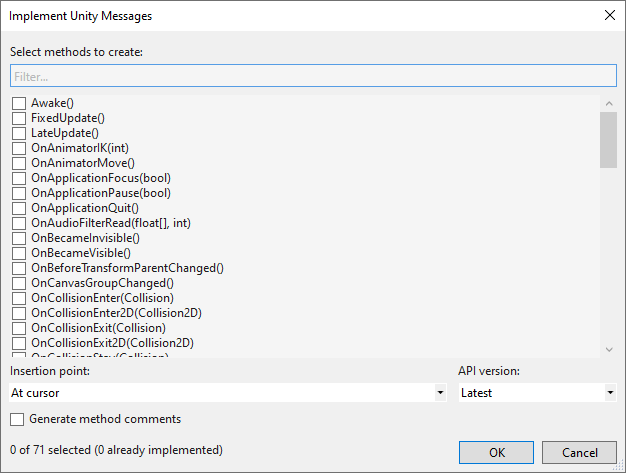 Implement Unity Messages
Select methods to create:
Filter...
Awake()
FixedUpdate()
LateUpdate()
OnAnimatorIK(int)
OnAnimatorMove()
OnApplicationFocus(bool)
OnApplicationPause(bool)
OnApplicationQuit()
OnAudioFilterRead(float[], int)
OnBecameInvisible()
OnBecameVisible()
OnBeforeTransformParentChanged()
OnCanvasGroupChanged()
OnCollisionEnter(Collision)
OnCollisionEnter2D(Collision2D)
OnCollisionExit(Collision)
OnCollisionExit2D(Collision2D)
OnCollisionStay(Collision)
Insertion point: API version:
At cursor Latest
Generate method comments
0 of 71 selected (0 already implemented)
OK Cancel